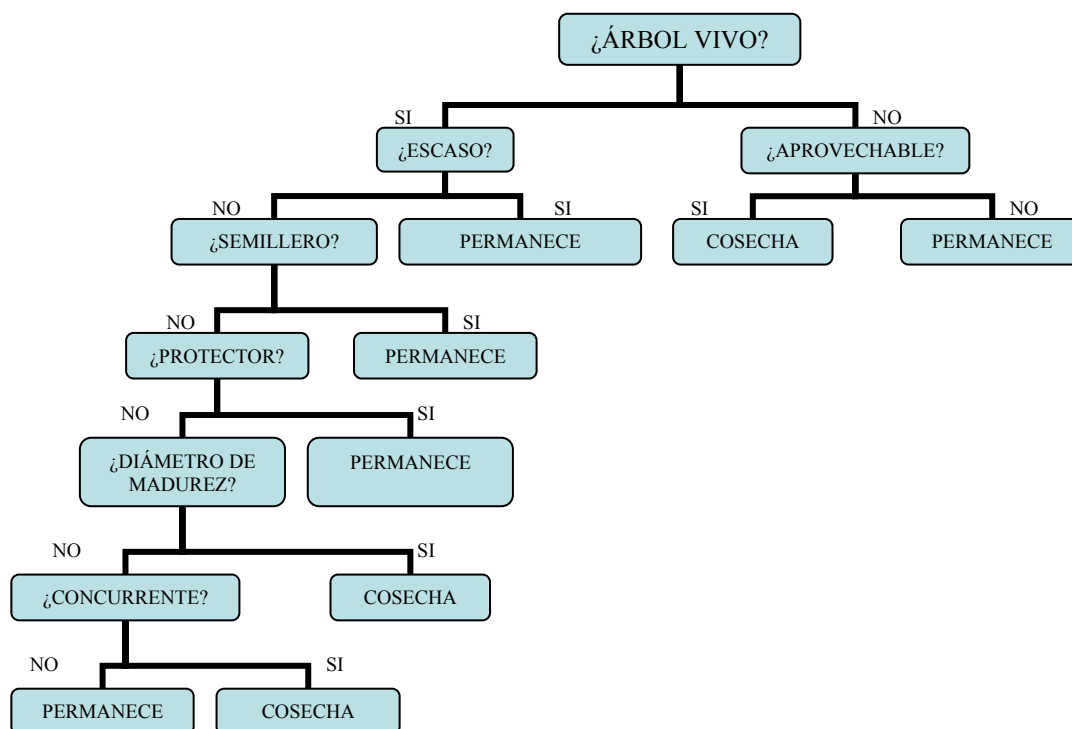 ¿ÁRBOL VIVO?
SI
NO
¿ESCASO?
¿APROVECHABLE?
NO
SI
SI
NO
¿SEMILLERO?
PERMANECE
COSECHA
PERMANECE
NO
SI
¿PROTECTOR?
PERMANECE
NO
SI
¿DIÁMETRO DE
MADUREZ?
PERMANECE
NO
SI
¿CONCURRENTE?
COSECHA
NO
SI
PERMANECE
COSECHA